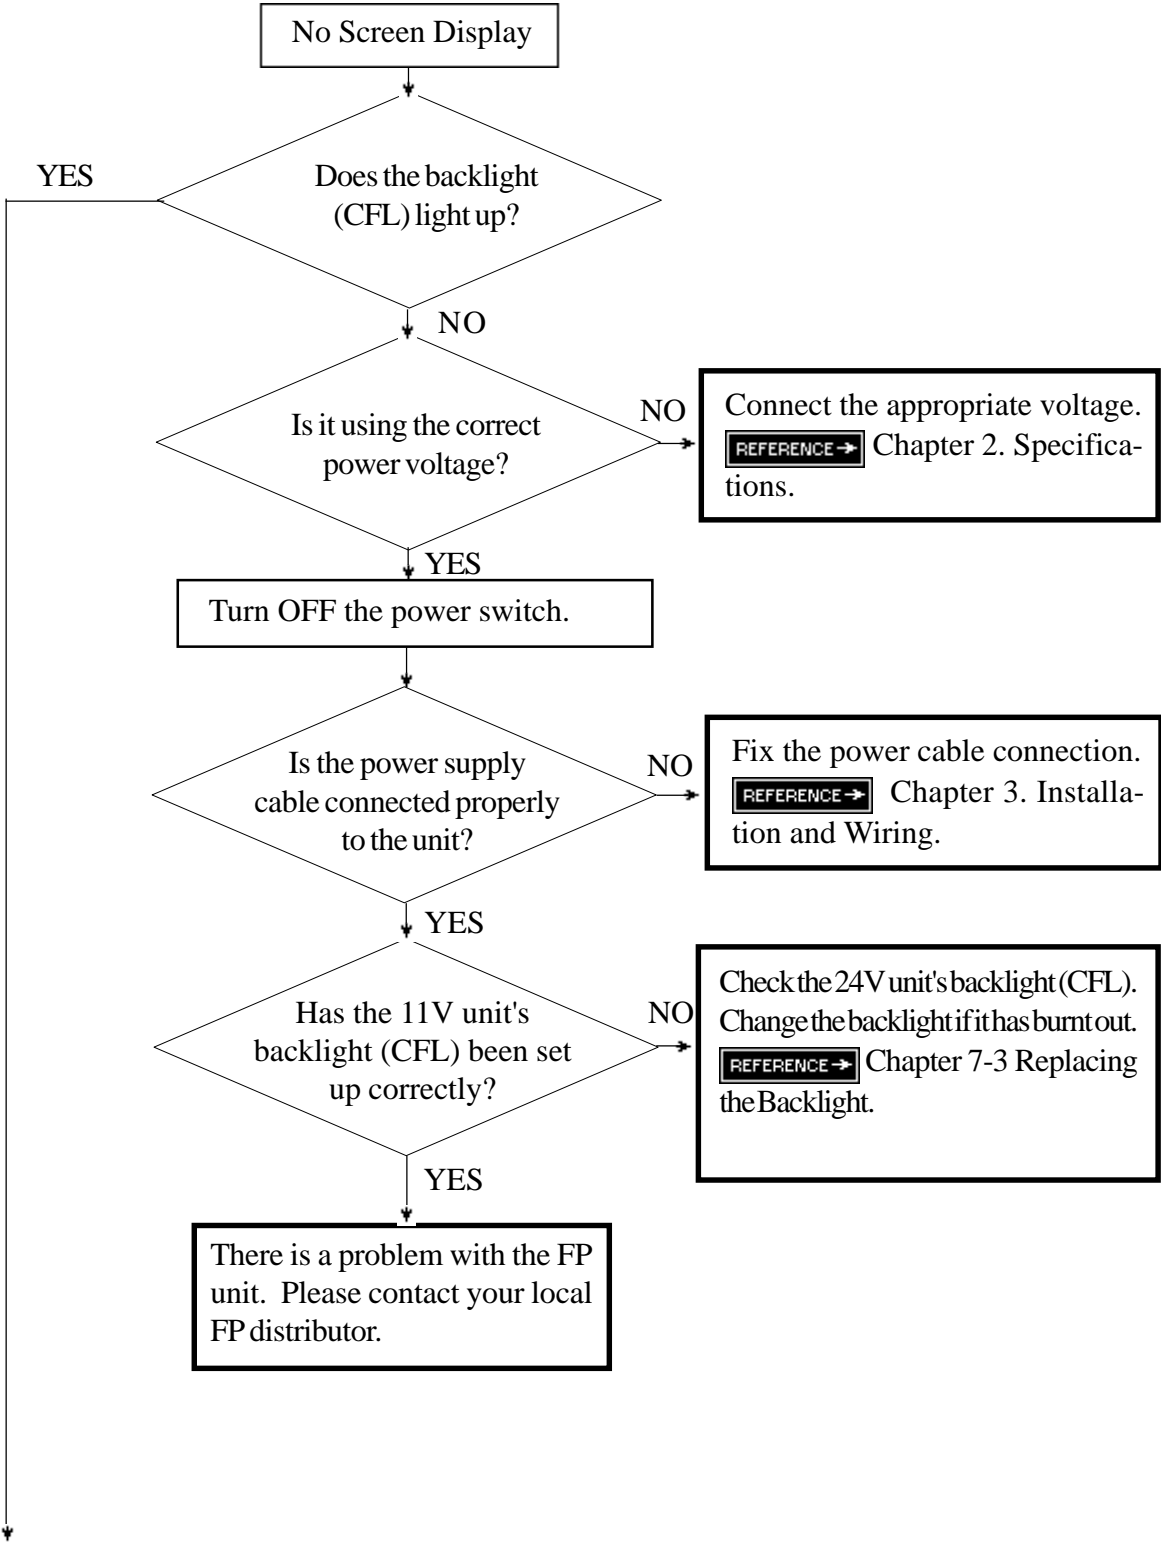 No Screen Display
YES
Does the backlight
(CFL) light up?
NO
Is it using the correct
power voltage?
NO
Connect the appropriate voltage.
REFERENCE→ Chapter 2. Specifica-
tions.
YES
Turn OFF the power switch.
Is the power supply
cable connected properly
to the unit?
NO
Fix the power cable connection.
REFERENCE→ Chapter 3. Installa-
tion and Wiring.
YES
Has the 11V unit's
backlight (CFL) been set
up correctly?
NO
Check the 24V unit's backlight (CFL).
Change the backlight if it has burnt out.
REFERENCE→ Chapter 7-3 Replacing
the Backlight.
YES
There is a problem with the FP
unit. Please contact your local
FP distributor.